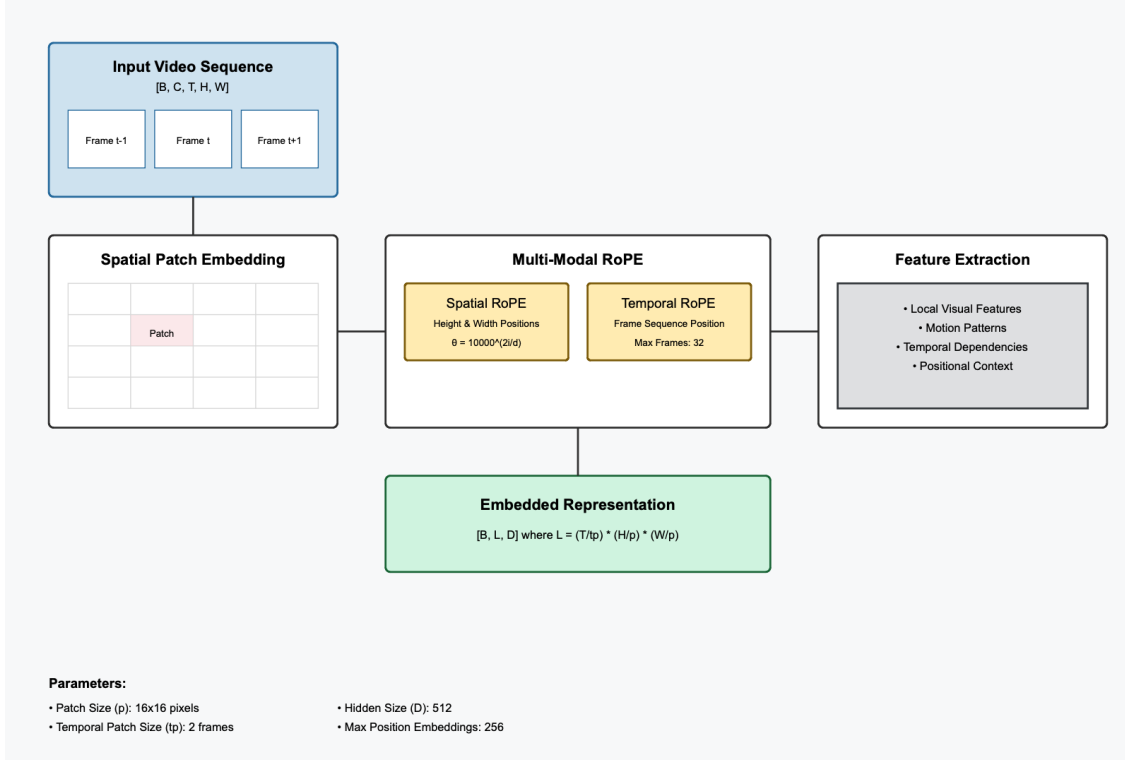 Input Video Sequence
[B, C, T, H, W]
Frame t-1
Frame t
Frame t+1
Spatial Patch Embedding
Patch
Multi-Modal RoPE
Spatial RoPE
Height & Width Positions
θ = 10000^(2i/d)
Temporal RoPE
Frame Sequence Position
Max Frames: 32
Feature Extraction
• Local Visual Features
• Motion Patterns
• Temporal Dependencies
• Positional Context
Embedded Representation
[B, L, D] where L = (T/tp) * (H/p) * (W/p)
Parameters:
• Patch Size (p): 16x16 pixels
• Temporal Patch Size (tp): 2 frames
• Hidden Size (D): 512
• Max Position Embeddings: 256